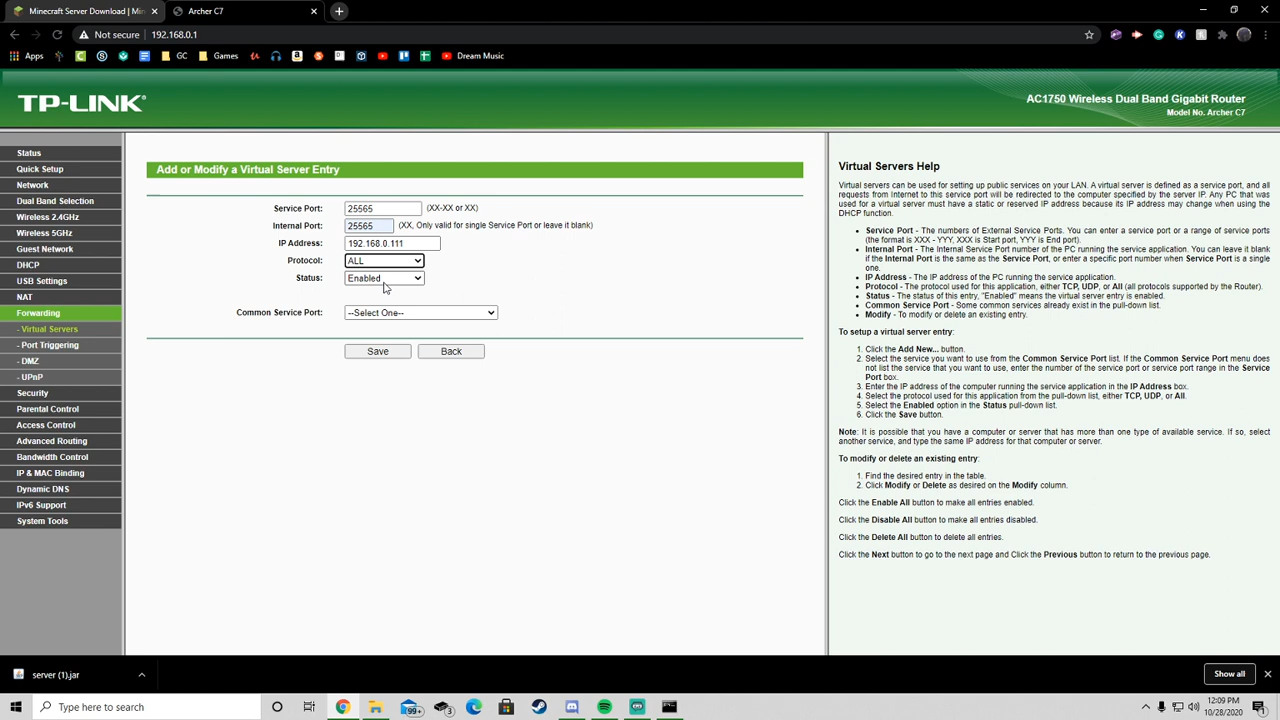 Minecraft Server Download | Min
Archer C7
Not secure
192.168.0.1
Apps
GC
Games
Dream Music
TP-LINK®
AC1750 Wireless Dual Band Gigabit Router
Model No. Archer C7
Status
Quick Setup
Network
Dual Band Selection
Wireless 2.4GHz
Wireless 5GHz
Guest Network
DHCP
USB Settings
NAT
Forwarding
- Virtual Servers
- Port Triggering
- DMZ
- UPnP
Security
Parental Control
Access Control
Advanced Routing
Bandwidth Control
IP & MAC Binding
Dynamic DNS
IPv6 Support
System Tools
Add or Modify a Virtual Server Entry
Service Port: 25565 (XX-XX or XX)
Internal Port: 25565 (XX, Only valid for single Service Port or leave it blank)
IP Address: 192.168.0.111
Protocol: ALL
Status: Enabled
Common Service Port: --Select One--
Save Back
Virtual Servers Help
Virtual servers can be used for setting up public services on your LAN. A virtual server is defined as a service port, and all
requests from Internet to this service port will be redirected to the computer specified by the server IP. Any PC that was
used for a virtual server must have a static or reserved IP address because its IP address may change when using the
DHCP function.
• Service Port - The numbers of External Service Ports. You can enter a service port or a range of service ports
(the format is XXX - YYY, XXX is Start port, YYY is End port).
• Internal Port - The Internal Service Port number of the PC running the service application. You can leave it blank
if the Internal Port is the same as the Service Port, or enter a specific port number when Service Port is a single
one.
• IP Address - The IP address of the PC running the service application.
• Protocol - The protocol used for this application, either TCP, UDP, or All (all protocols supported by the Router).
• Status - The status of this entry, "Enabled" means the virtual server entry is enabled.
• Common Service Port - Some common services already exist in the pull-down list.
• Modify - To modify or delete an existing entry.
To setup a virtual server entry:
1. Click the Add New... button.
2. Select the service you want to use from the Common Service Port list. If the Common Service Port menu does
not list the service that you want to use, enter the number of the service port or service port range in the Service
Port box.
3. Enter the IP address of the computer running the service application in the IP Address box.
4. Select the protocol used for this application from the pull-down list, either TCP, UDP, or All.
5. Select the Enabled option in the Status pull-down list.
6. Click the Save button.
Note: It is possible that you have a computer or server that has more than one type of available service. If so, select
another service, and type the same IP address for that computer or server.
To modify or delete an existing entry:
1. Find the desired entry in the table.
2. Click Modify or Delete as desired on the Modify column.
Click the Enable All button to make all entries enabled.
Click the Disable All button to make all entries disabled.
Click the Delete All button to delete all entries.
Click the Next button to go to the next page and Click the Previous button to return to the previous page.
server (1).jar
Show all
Type here to search
99+
3
12:09 PM
10/28/2020
1